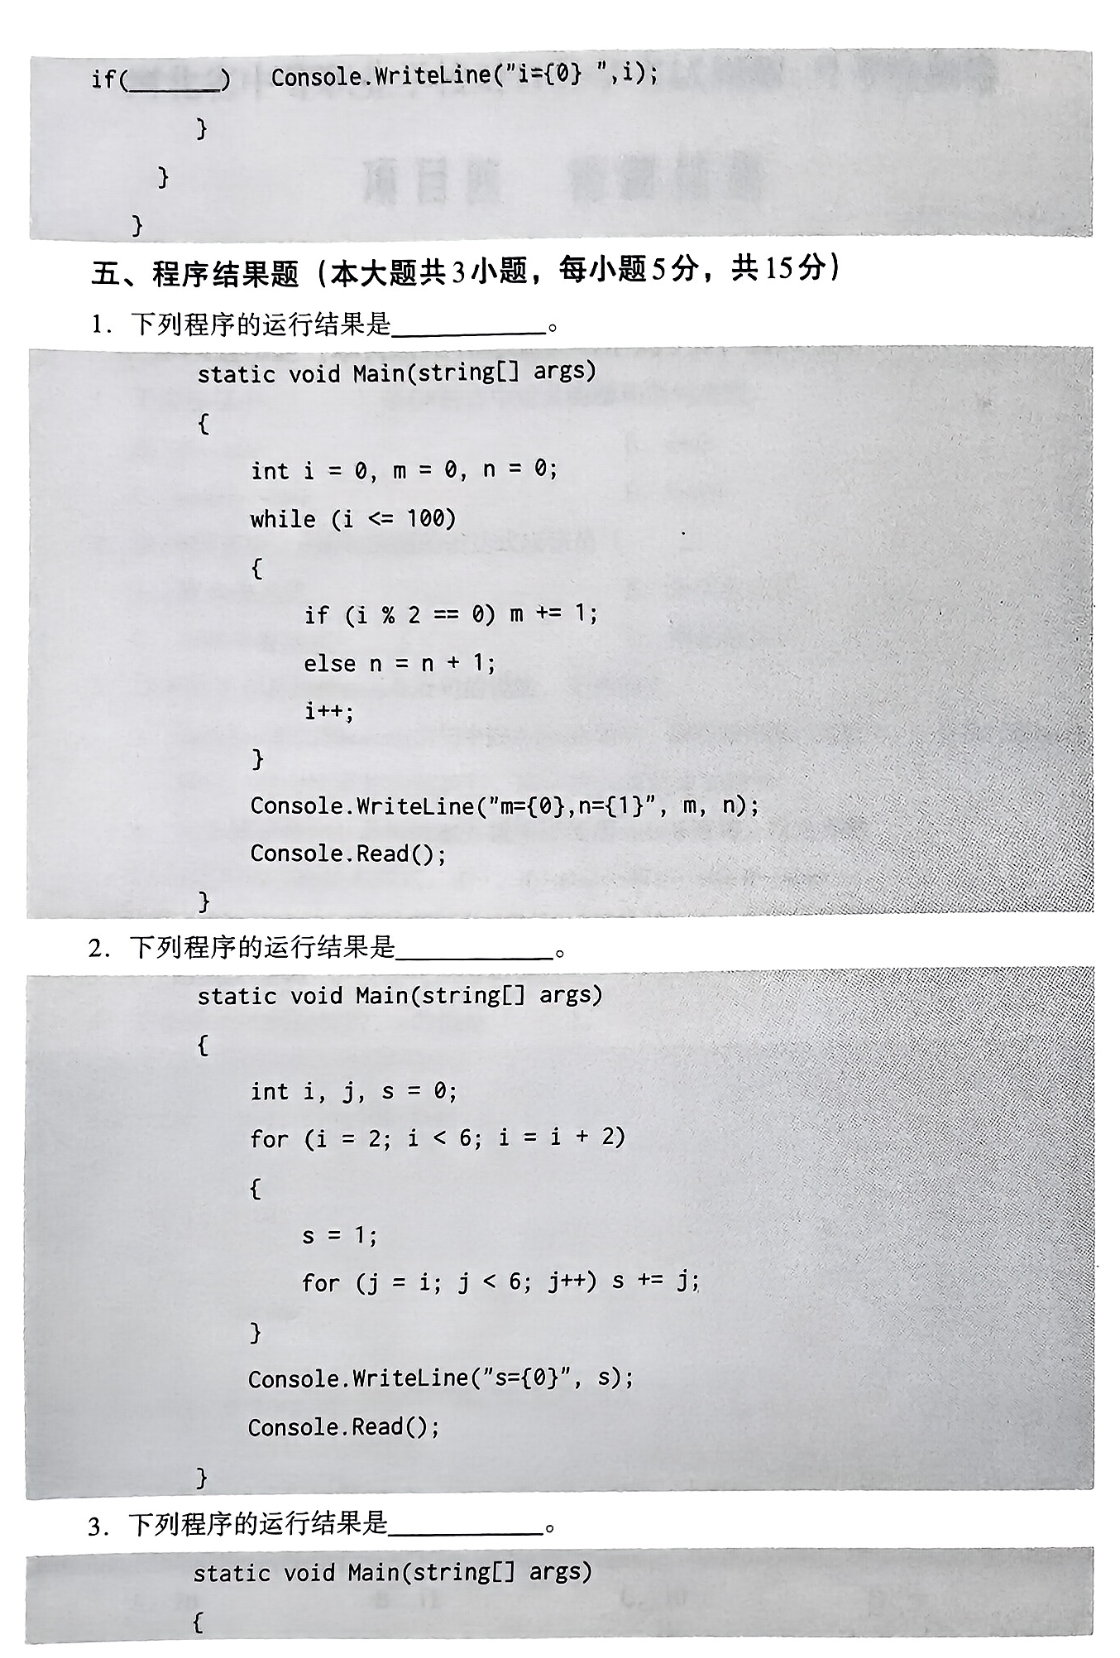 if(_______) Console.WriteLine("i={0} ",i);
}
}
}
五、程序结果题（本大题共3小题，每小题5分，共15分）
1. 下列程序的运行结果是____________。
static void Main(string[] args)
{
int i = 0, m = 0, n = 0;
while (i <= 100)
{
if (i % 2 == 0) m += 1;
else n = n + 1;
i++;
}
Console.WriteLine("m={0},n={1}", m, n);
Console.Read();
}
2. 下列程序的运行结果是____________。
static void Main(string[] args)
{
int i, j, s = 0;
for (i = 2; i < 6; i = i + 2)
{
s = 1;
for (j = i; j < 6; j++) s += j;
}
Console.WriteLine("s={0}", s);
Console.Read();
}
3. 下列程序的运行结果是____________。
static void Main(string[] args)
{